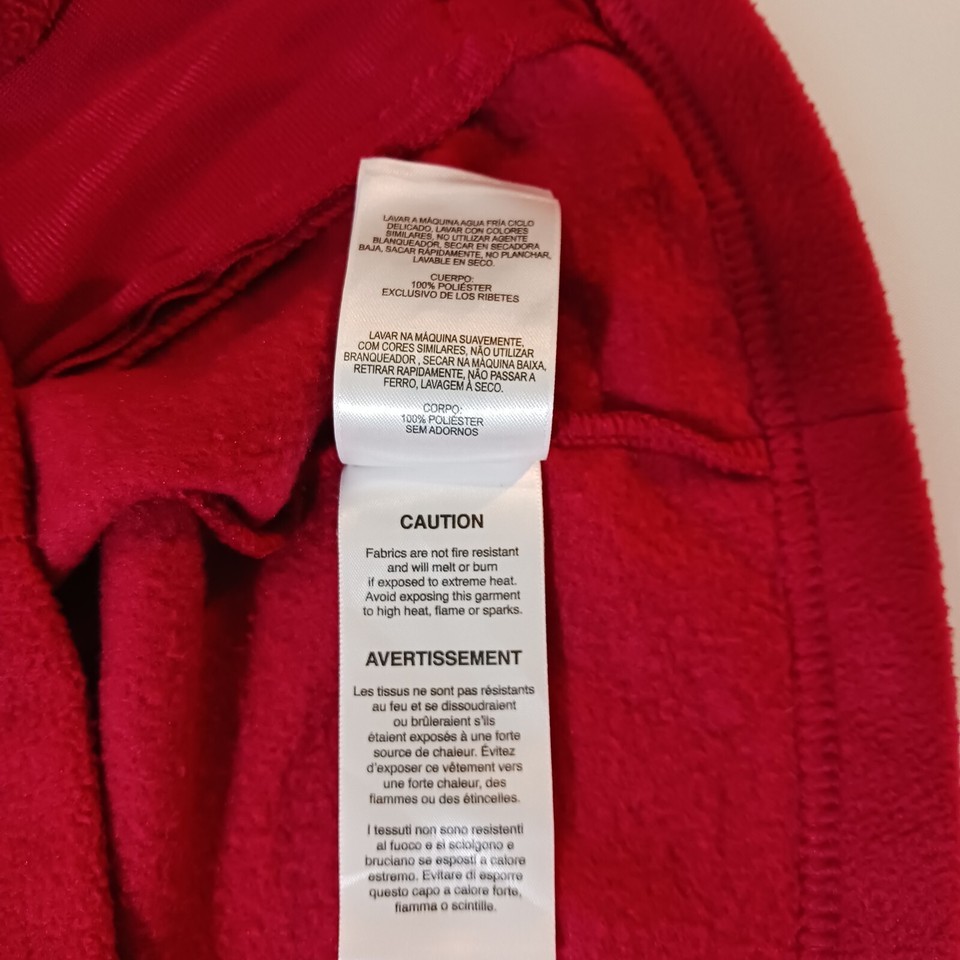 LAVAR A MÁQUINA AGUA FRÍA CICLO
DELICADO, LAVAR CON COLORES
SIMILARES, NO UTILIZAR AGENTE
BLANQUEADOR, SECAR EN SECADORA
BAJA, SACAR RÁPIDAMENTE, NO PLANCHAR,
LAVABLE EN SECO.
CUERPO:
100% POLIÉSTER
EXCLUSIVO DE LOS RIBETES
LAVAR NA MÁQUINA SUAVEMENTE,
COM CORES SIMILARES, NÃO UTILIZAR
BRANQUEADOR , SECAR NA MÁQUINA BAIXA,
RETIRAR RAPIDAMENTE, NÃO PASSAR A
FERRO, LAVAGEM À SECO.
CORPO:
100% POLIÉSTER
SEM ADORNOS
CAUTION
Fabrics are not fire resistant
and will melt or burn
if exposed to extreme heat.
Avoid exposing this garment
to high heat, flame or sparks.
AVERTISSEMENT
Les tissus ne sont pas résistants
au feu et se dissoudraient
ou brûleraient s'ils
étaient exposés à une forte
source de chaleur. Évitez
d'exposer ce vêtement vers
une forte chaleur, des
flammes ou des étincelles.
I tessuti non sono resistenti
al fuoco e si sciolgono e
bruciano se esposti a calore
estremo. Evitare di esporre
questo capo a calore forte,
fiamma o scintille.